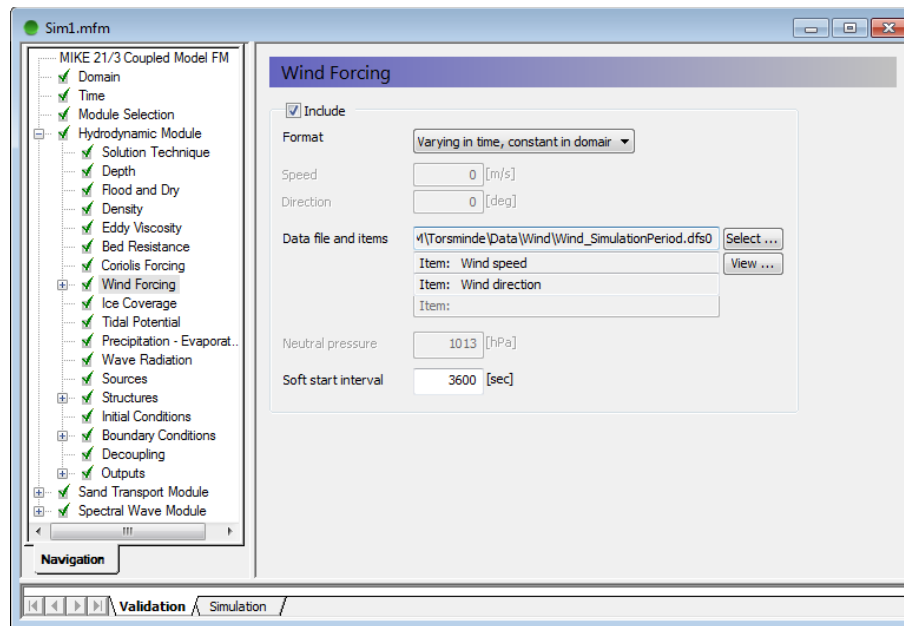 Sim1.mfm
MIKE 21/3 Coupled Model FM
Domain
Time
Module Selection
Hydrodynamic Module
Solution Technique
Depth
Flood and Dry
Density
Eddy Viscosity
Bed Resistance
Coriolis Forcing
Wind Forcing
Ice Coverage
Tidal Potential
Precipitation - Evaporat..
Wave Radiation
Sources
Structures
Initial Conditions
Boundary Conditions
Decoupling
Outputs
Sand Transport Module
Spectral Wave Module
Navigation
Wind Forcing
Include
Format Varying in time, constant in domair
Speed 0 [m/s]
Direction 0 [deg]
Data file and items \Torsminde\Data\Wind\Wind_SimulationPeriod.dfs0 Select ...
Item: Wind speed View ...
Item: Wind direction
Item:
Neutral pressure 1013 [hPa]
Soft start interval 3600 [sec]
Validation Simulation